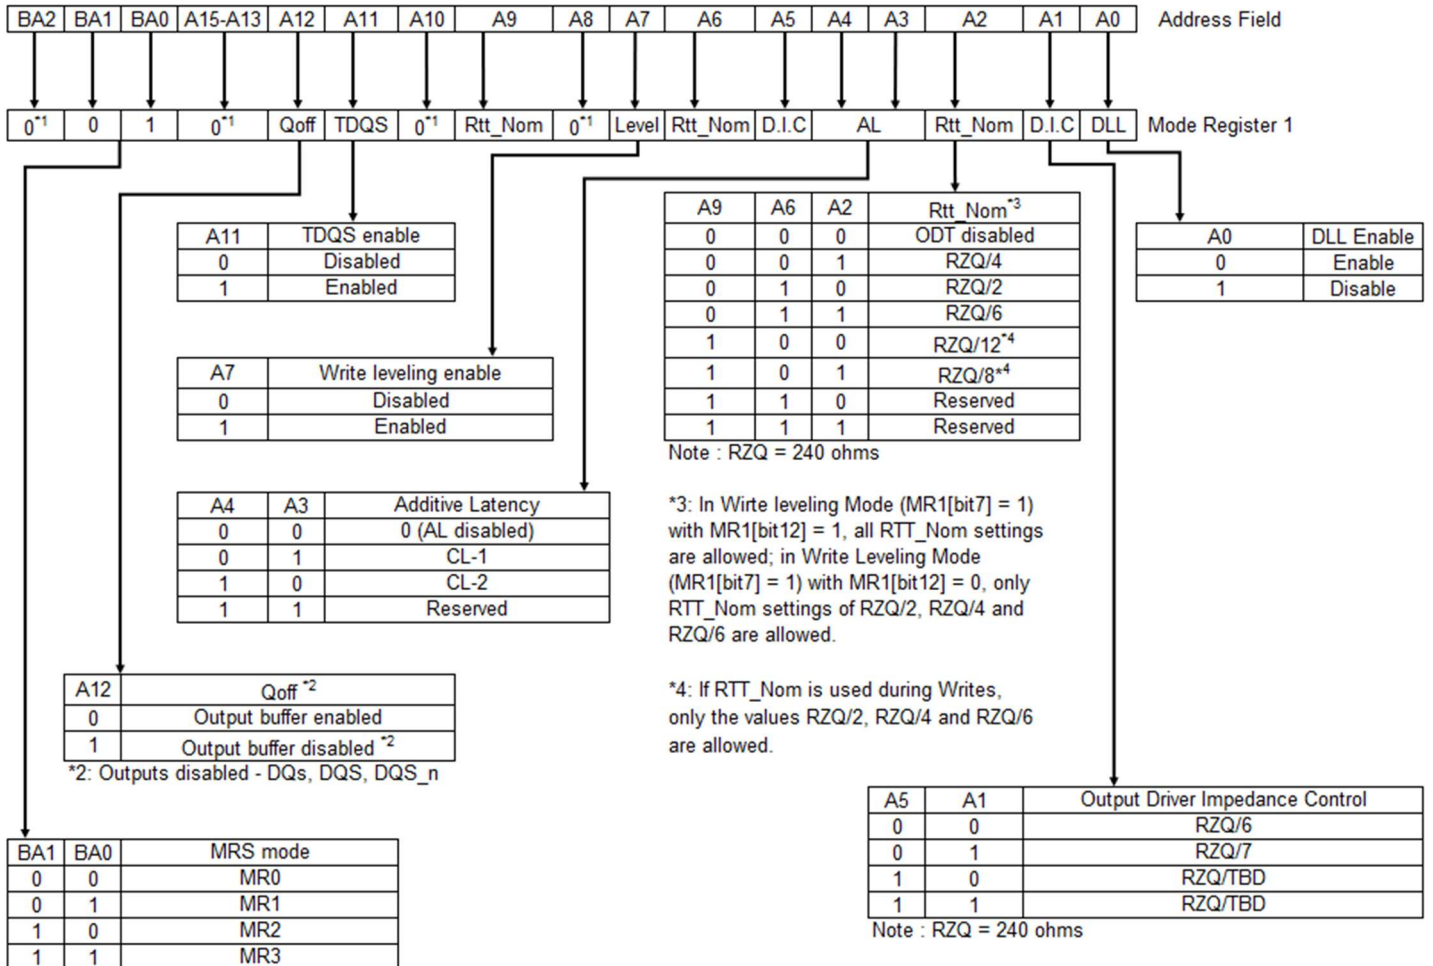 BA2 BA1 BA0 A15-A13 A12 A11 A10 A9 A8 A7 A6 A5 A4 A3 A2 A1 A0 Address Field
0*1 0 1 0*1 Qoff TDQS 0*1 Rtt_Nom 0*1 Level Rtt_Nom D.I.C AL Rtt_Nom D.I.C DLL Mode Register 1
A11 TDQS enable
0 Disabled
1 Enabled
A9 A6 A2 Rtt_Nom*3
0 0 0 ODT disabled
0 0 1 RZQ/4
0 1 0 RZQ/2
0 1 1 RZQ/6
1 0 0 RZQ/12*4
1 0 1 RZQ/8*4
1 1 0 Reserved
1 1 1 Reserved
Note : RZQ = 240 ohms
A0 DLL Enable
0 Enable
1 Disable
A7 Write leveling enable
0 Disabled
1 Enabled
A4 A3 Additive Latency
0 0 0 (AL disabled)
0 1 CL-1
1 0 CL-2
1 1 Reserved
*3: In Wirte leveling Mode (MR1[bit7] = 1)
with MR1[bit12] = 1, all RTT_Nom settings
are allowed; in Write Leveling Mode
(MR1[bit7] = 1) with MR1[bit12] = 0, only
RTT_Nom settings of RZQ/2, RZQ/4 and
RZQ/6 are allowed.
*4: If RTT_Nom is used during Writes,
only the values RZQ/2, RZQ/4 and RZQ/6
are allowed.
A12 Qoff *2
0 Output buffer enabled
1 Output buffer disabled *2
*2: Outputs disabled - DQs, DQS, DQS_n
A5 A1 Output Driver Impedance Control
0 0 RZQ/6
0 1 RZQ/7
1 0 RZQ/TBD
1 1 RZQ/TBD
Note : RZQ = 240 ohms
BA1 BA0 MRS mode
0 0 MR0
0 1 MR1
1 0 MR2
1 1 MR3